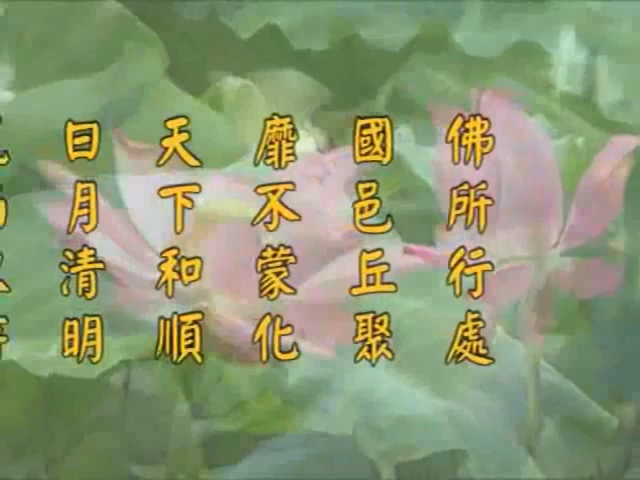 佛所行處
國邑丘聚
靡不蒙化
天下和順
日月清明